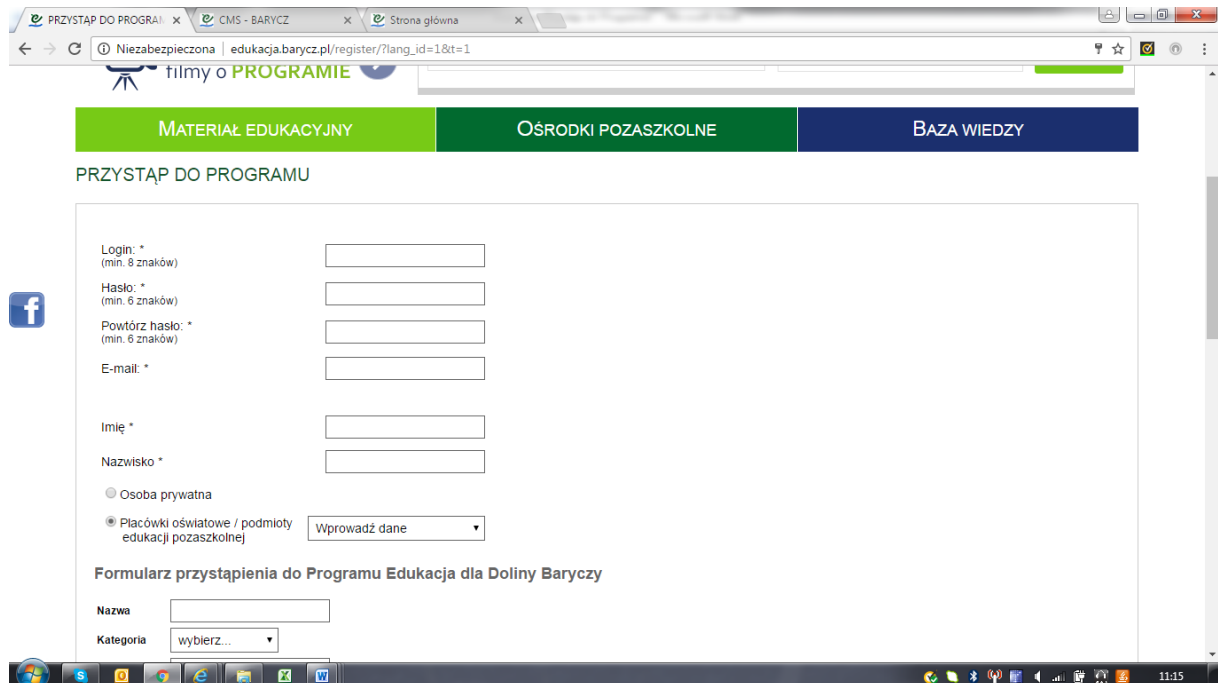 PRZYSTĄP DO PROGRAM
CMS - BARYCZ
Strona główna
Niezabezpieczona | edukacja.barycz.pl/register/?lang_id=1&t=1
filmy o PROGRAMIE
MATERIAŁ EDUKACYJNY
OŚRODKI POZASZKOLNE
BAZA WIEDZY
PRZYSTĄP DO PROGRAMU
Login: *
(min. 8 znaków)
Hasło: *
(min. 6 znaków)
Powtórz hasło: *
(min. 6 znaków)
E-mail: *
Imię *
Nazwisko *
Osoba prywatna
Placówki oświatowe / podmioty
edukacji pozaszkolnej
Wprowadź dane
Formularz przystąpienia do Programu Edukacja dla Doliny Baryczy
Nazwa
Kategoria
wybierz...
11:15